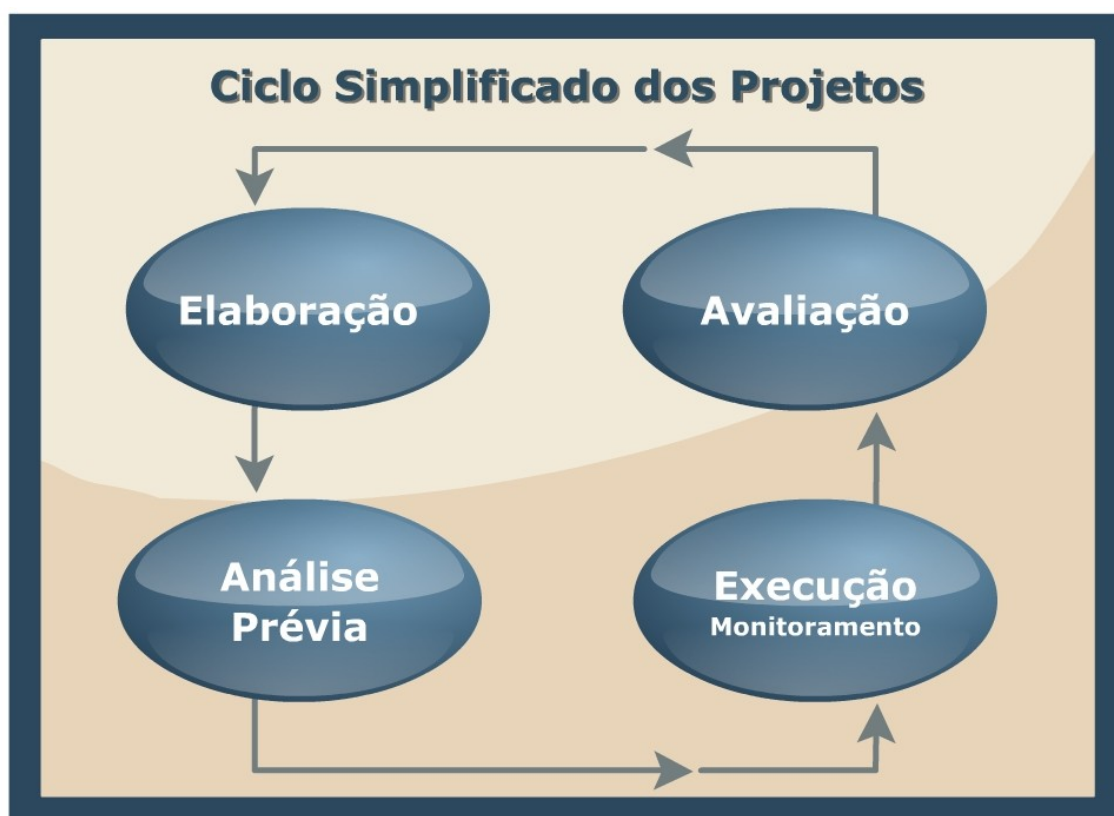 Ciclo Simplificado dos Projetos
Elaboração
Avaliação
Análise
Prévia
Execução
Monitoramento